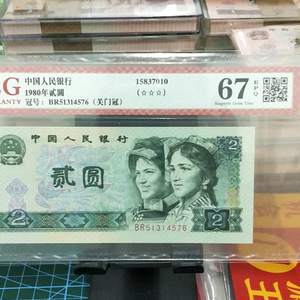 G
RANTY
中国人民银行
1980年贰圆
冠号：BR51314576（关门冠）
15837010
(☆☆☆)
67
EPQ
Superb Gem Unc
中国人民银行
贰圆
2
2
BR51314576